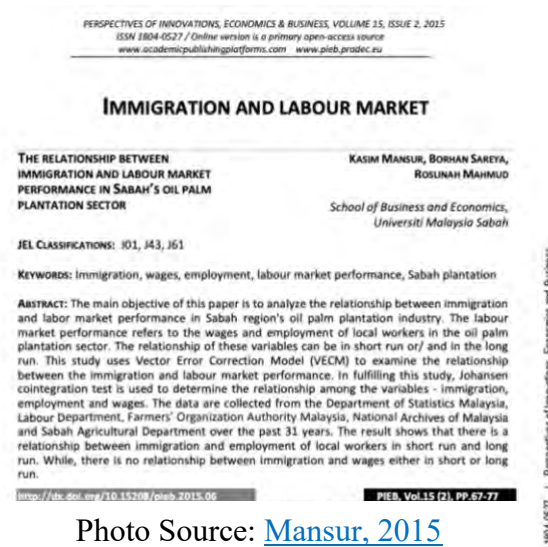 PERSPECTIVES OF INNOVATIONS, ECONOMICS & BUSINESS, VOLUME 15, ISSUE 2, 2015
ISSN 1804-0527 / Online version is a primary open-access source
www.academicpublishingplatforms.com www.pieb.pradec.eu
IMMIGRATION AND LABOUR MARKET
THE RELATIONSHIP BETWEEN
IMMIGRATION AND LABOUR MARKET
PERFORMANCE IN SABAH'S OIL PALM
PLANTATION SECTOR
KASIM MANSUR, BORHAN SAREYA,
ROSLINAH MAHMUD
School of Business and Economics,
Universiti Malaysia Sabah
JEL CLASSIFICATIONS: J01, J43, J61
KEYWORDS: Immigration, wages, employment, labour market performance, Sabah plantation
ABSTRACT: The main objective of this paper is to analyze the relationship between immigration
and labor market performance in Sabah region's oil palm plantation industry. The labour
market performance refers to the wages and employment of local workers in the oil palm
plantation sector. The relationship of these variables can be in short run or/ and in the long
run. This study uses Vector Error Correction Model (VECM) to examine the relationship
between the immigration and labour market performance. In fulfilling this study, Johansen
cointegration test is used to determine the relationship among the variables - immigration,
employment and wages. The data are collected from the Department of Statistics Malaysia,
Labour Department, Farmers' Organization Authority Malaysia, National Archives of Malaysia
and Sabah Agricultural Department over the past 31 years. The result shows that there is a
relationship between immigration and employment of local workers in short run and long
run. While, there is no relationship between immigration and wages either in short or long
run.
http://dx.doi.org/10.15208/pieb.2015.06
PIEB, Vol.15 (2), PP.67-77
Photo Source: Mansur, 2015